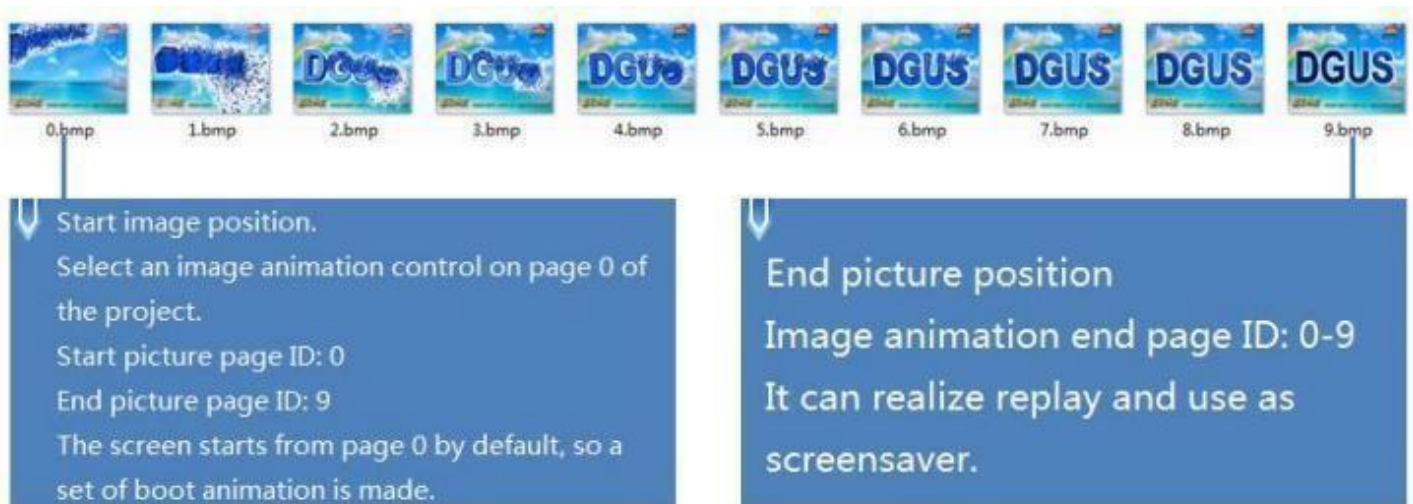 DGUS DGUS DGUS DGUS DGUS DGUS DGUS
0.bmp 1.bmp 2.bmp 3.bmp 4.bmp 5.bmp 6.bmp 7.bmp 8.bmp 9.bmp
Start image position.
Select an image animation control on page 0 of
the project.
Start picture page ID: 0
End picture page ID: 9
The screen starts from page 0 by default, so a
set of boot animation is made.
End picture position
Image animation end page ID: 0-9
It can realize replay and use as
screensaver.